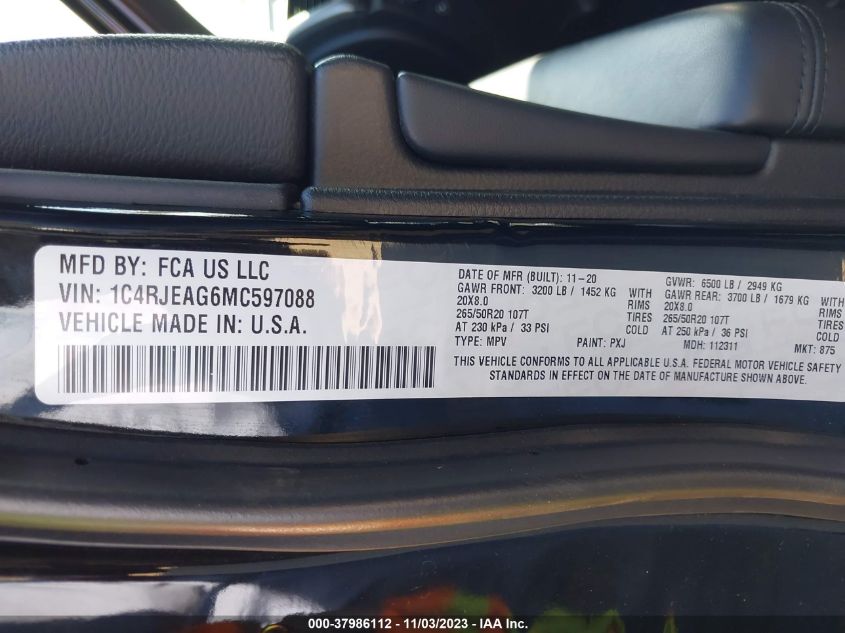 MFD BY: FCA US LLC
VIN: 1C4RJEAG6MC597088
VEHICLE MADE IN: U.S.A.
DATE OF MFR (BUILT): 11-20
GVWR: 6500 LB / 2949 KG
GAWR FRONT: 3200 LB / 1452 KG WITH
GAWR REAR: 3700 LB / 1679 KG WITH
20X8.0 RIMS
20X8.0 RIMS
265/50R20 107T TIRES
265/50R20 107T TIRES
AT 230 kPa / 33 PSI COLD
AT 250 kPa / 36 PSI COLD
TYPE: MPV PAINT: PXJ MDH: 112311 MKT: 875
THIS VEHICLE CONFORMS TO ALL APPLICABLE U.S.A. FEDERAL MOTOR VEHICLE SAFETY
STANDARDS IN EFFECT ON THE DATE OF MANUFACTURE SHOWN ABOVE.
000-37986112 - 11/03/2023 - IAA Inc.